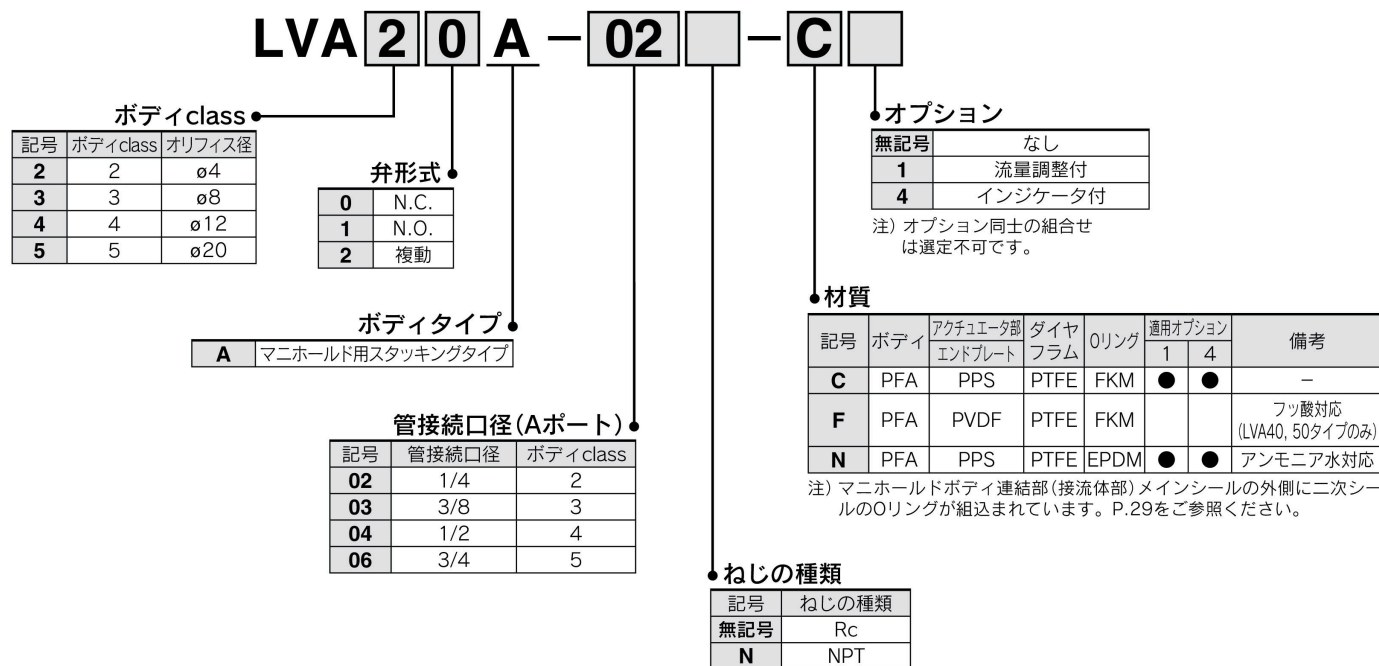 LVA 2 0 A - 02 - C
ボディclass
記号 ボディclass オリフィス径
2 2 ø4
3 3 ø8
4 4 ø12
5 5 ø20
弁形式
0 N.C.
1 N.O.
2 複動
ボディタイプ
A マニホールド用スタッキングタイプ
管接続口径(Aポート)
記号 管接続口径 ボディclass
02 1/4 2
03 3/8 3
04 1/2 4
06 3/4 5
ねじの種類
記号 ねじの種類
無記号 Rc
N NPT
オプション
無記号 なし
1 流量調整付
4 インジケータ付
注) オプション同士の組合せ
は選定不可です。
材質
記号 ボディ アクチュエータ部 エンドプレート ダイヤフラム Oリング 適用オプション 1 4 備考
C PFA PPS PTFE FKM ● ● －
F PFA PVDF PTFE FKM フッ酸対応
(LVA40, 50タイプのみ)
N PFA PPS PTFE EPDM ● ● アンモニア水対応
注) マニホールドボディ連結部(接流体部)メインシールの外側に二次シー
ルのOリングが組込まれています。P.29をご参照ください。